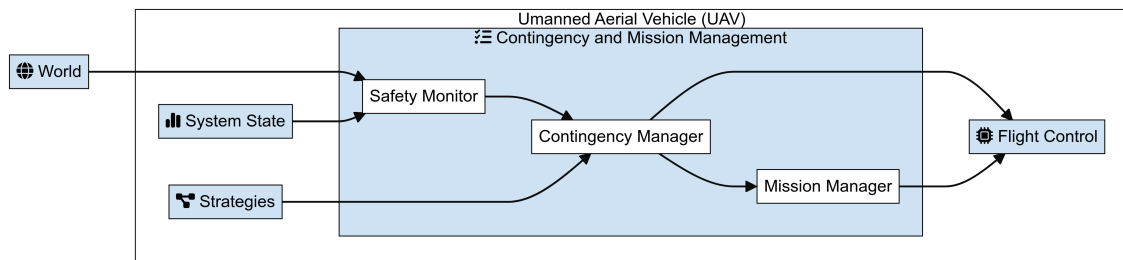 Umanned Aerial Vehicle (UAV)
Contingency and Mission Management
World
Safety Monitor
System State
Contingency Manager
Flight Control
Mission Manager
Strategies